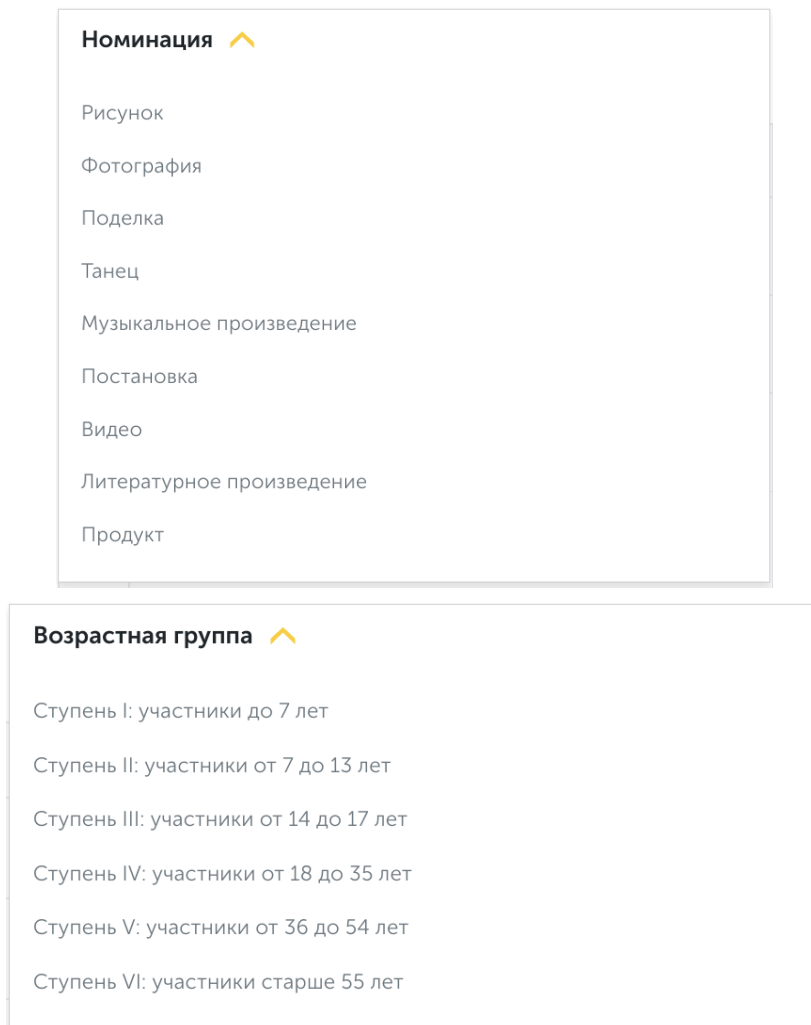 Номинация
Рисунок
Фотография
Поделка
Танец
Музыкальное произведение
Постановка
Видео
Литературное произведение
Продукт
Возрастная группа
Ступень I: участники до 7 лет
Ступень II: участники от 7 до 13 лет
Ступень III: участники от 14 до 17 лет
Ступень IV: участники от 18 до 35 лет
Ступень V: участники от 36 до 54 лет
Ступень VI: участники старше 55 лет